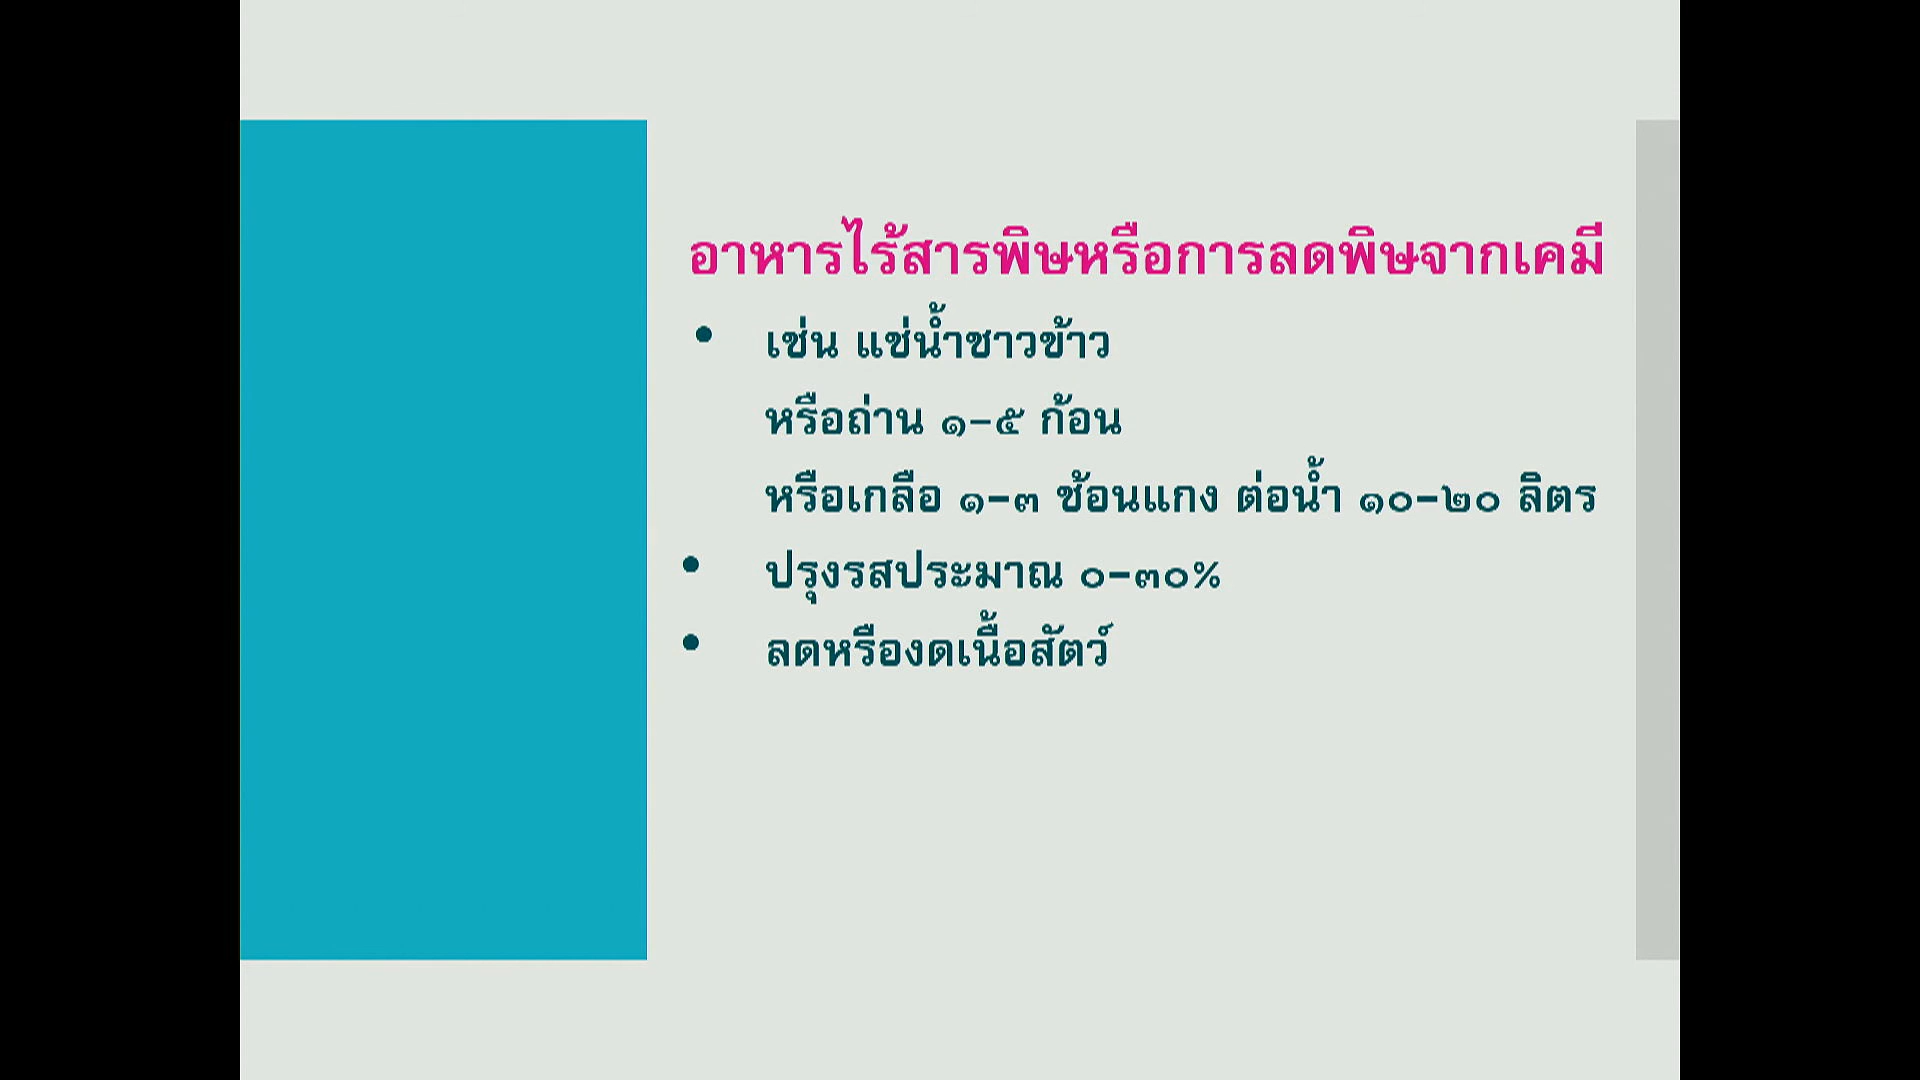 อาหารไร้สารพิษหรือการลดพิษจากเคมี
• เช่น แช่น้ำซาวข้าว
หรือถ่าน ๑-๕ ก้อน
หรือเกลือ ๑-๓ ช้อนแกง ต่อน้ำ ๑๐-๒๐ ลิตร
• ปรุงรสประมาณ ๐-๓๐%
• ลดหรืองดเนื้อสัตว์